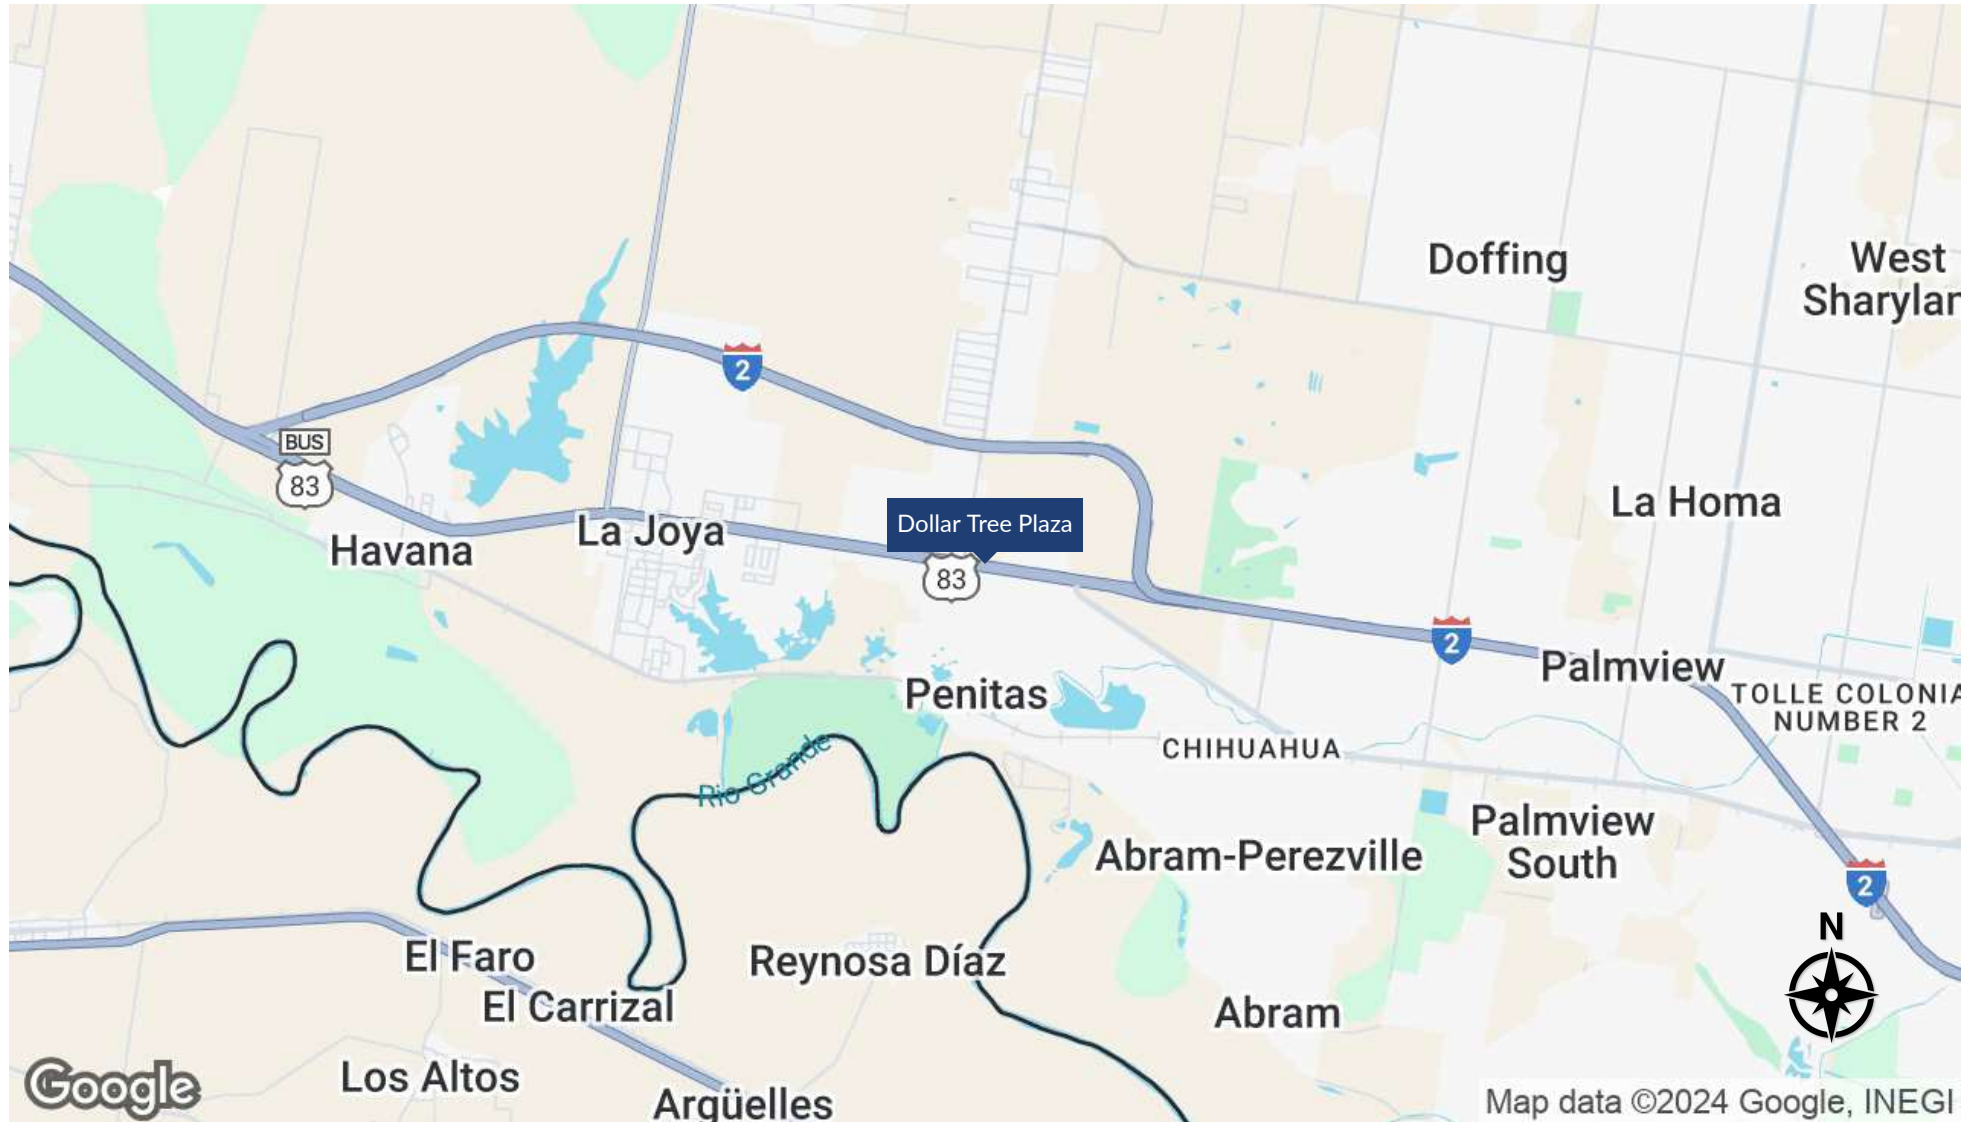 Doffing
West
Sharylan
2
BUS
83
La Homa
Dollar Tree Plaza
La Joya
Havana
83
2
Palmview
Penitas
TOLLE COLONIA
NUMBER 2
CHIHUAHUA
Rio Grande
Palmview
South
Abram-Perezville
2
N
El Faro
Reynosa Díaz
El Carrizal
Abram
Los Altos
Argüelles
Google
Map data ©2024 Google, INEGI